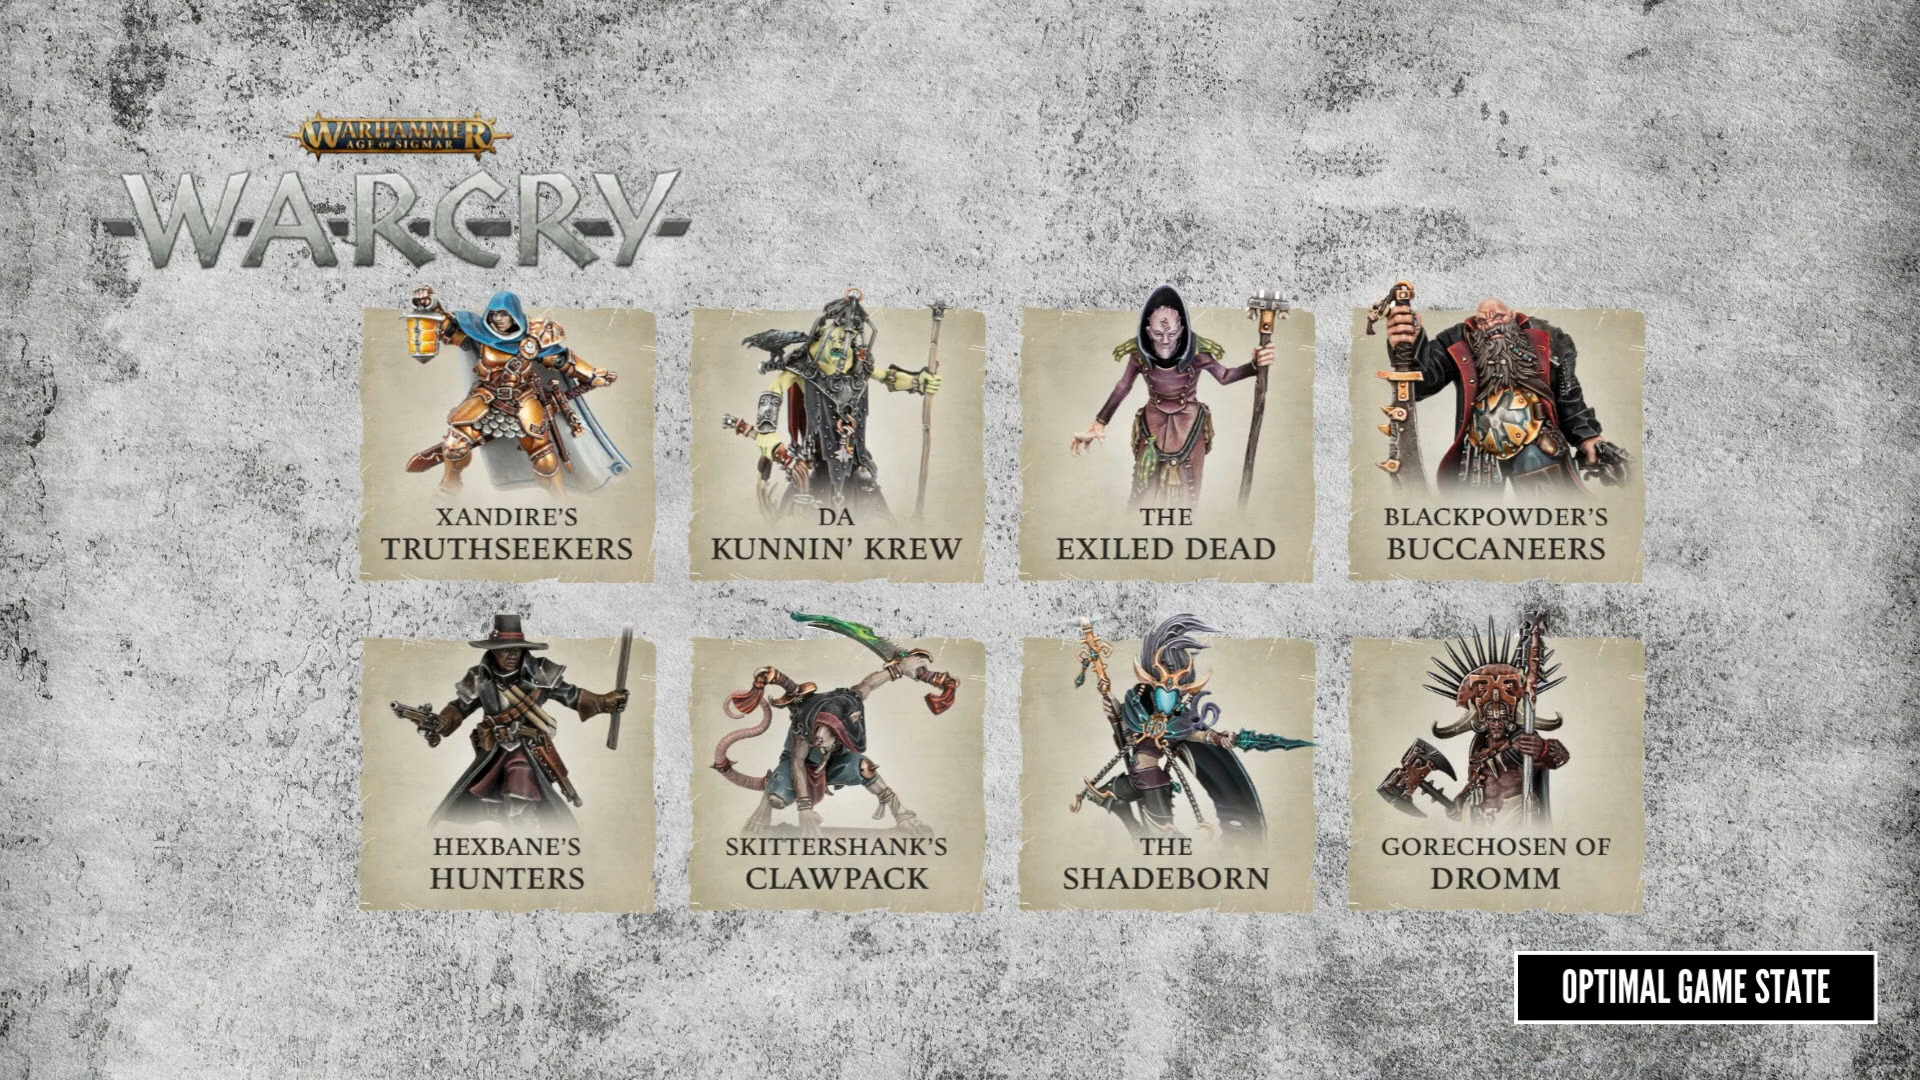 WARHAMMER
AGE OF SIGMAR
WARCRY
XANDIRE'S
TRUTHSEEKERS
DA
KUNNIN' KREW
THE
EXILED DEAD
BLACKPOWDER'S
BUCCANEERS
HEXBANE'S
HUNTERS
SKITTERSHANK'S
CLAWPACK
THE
SHADEBORN
GORECHOSEN OF
DROMM
OPTIMAL GAME STATE